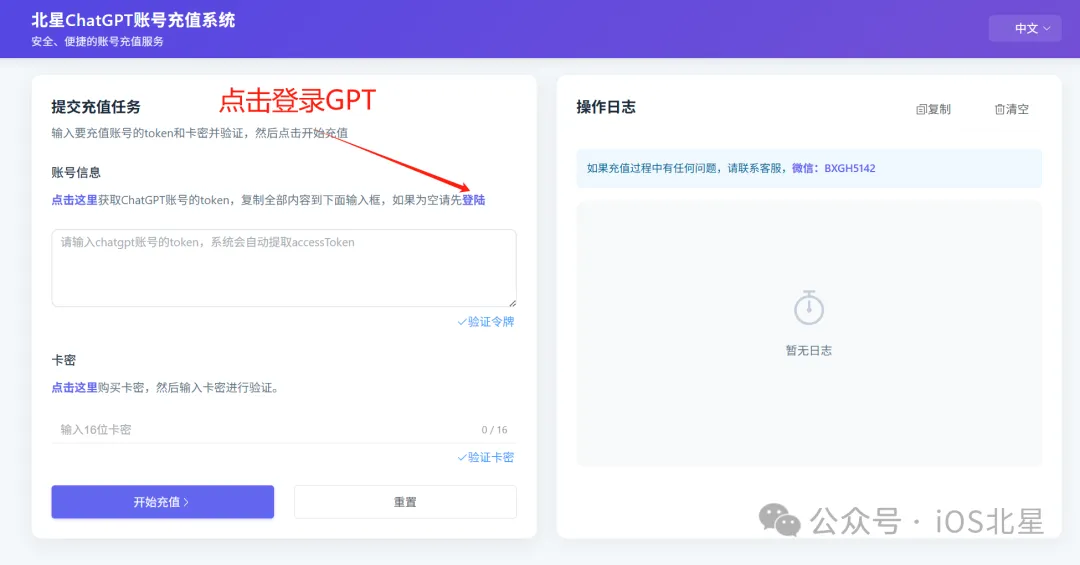 北星ChatGPT账号充值系统
安全、便捷的账号充值服务
中文
提交充值任务
点击登录GPT
输入要充值账号的token和卡密并验证，然后点击开始充值
账号信息
点击这里获取ChatGPT账号的token，复制全部内容到下面输入框，如果为空请先登陆
请输入chatgpt账号的token，系统会自动提取accessToken
验证令牌
卡密
点击这里购买卡密，然后输入卡密进行验证。
输入16位卡密
0 / 16
验证卡密
开始充值
重置
操作日志
复制
清空
如果充值过程中有任何问题，请联系客服，微信：BXGH5142
暂无日志
公众号 · iOS北星